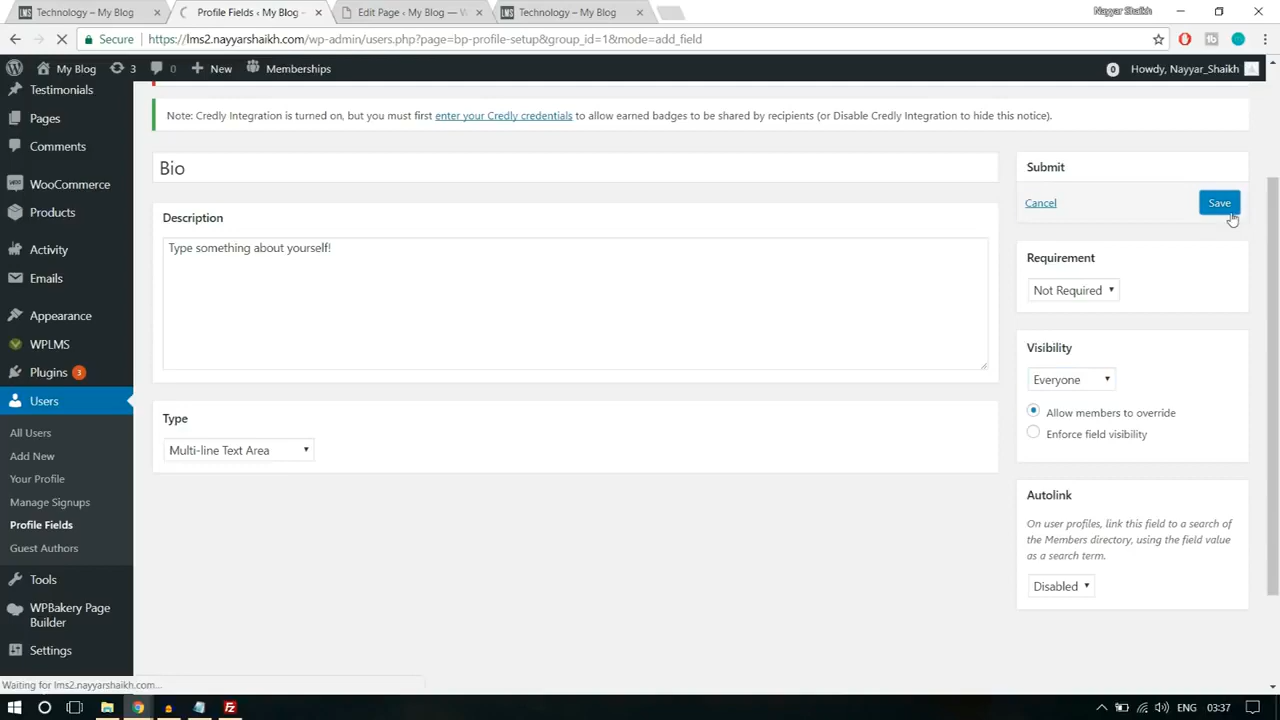 Technology – My Blog
Profile Fields ‹ My Blog –
Edit Page ‹ My Blog — W
Technology – My Blog
Nayyar Shaikh
Secure
https://lms2.nayyarshaikh.com/wp-admin/users.php?page=bp-profile-setup&group_id=1&mode=add_field
My Blog
3
0
New
Memberships
0
Howdy, Nayyar_Shaikh
Testimonials
Pages
Comments
WooCommerce
Products
Activity
Emails
Appearance
WPLMS
Plugins 3
Users
All Users
Add New
Your Profile
Manage Signups
Profile Fields
Guest Authors
Tools
WPBakery Page
Builder
Settings
Note: Credly Integration is turned on, but you must first enter your Credly credentials to allow earned badges to be shared by recipients (or Disable Credly Integration to hide this notice).
Bio
Description
Type something about yourself!
Type
Multi-line Text Area
Submit
Cancel
Save
Requirement
Not Required
Visibility
Everyone
Allow members to override
Enforce field visibility
Autolink
On user profiles, link this field to a search of
the Members directory, using the field value
as a search term.
Disabled
Waiting for lms2.nayyarshaikh.com...
ENG
03:37